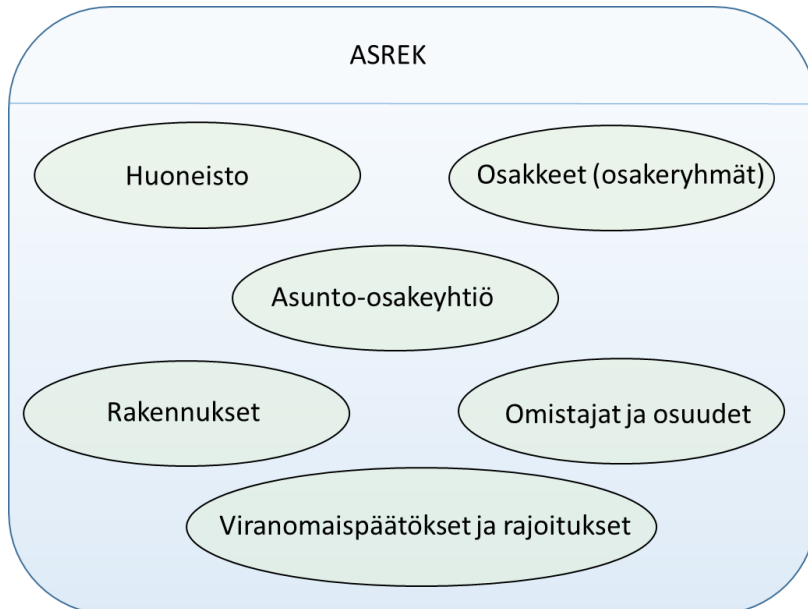 ASREK
Huoneisto
Osakkeet (osakeryhmät)
Asunto-osakeyhtiö
Rakennukset
Omistajat ja osuudet
Viranomaispäätökset ja rajoitukset